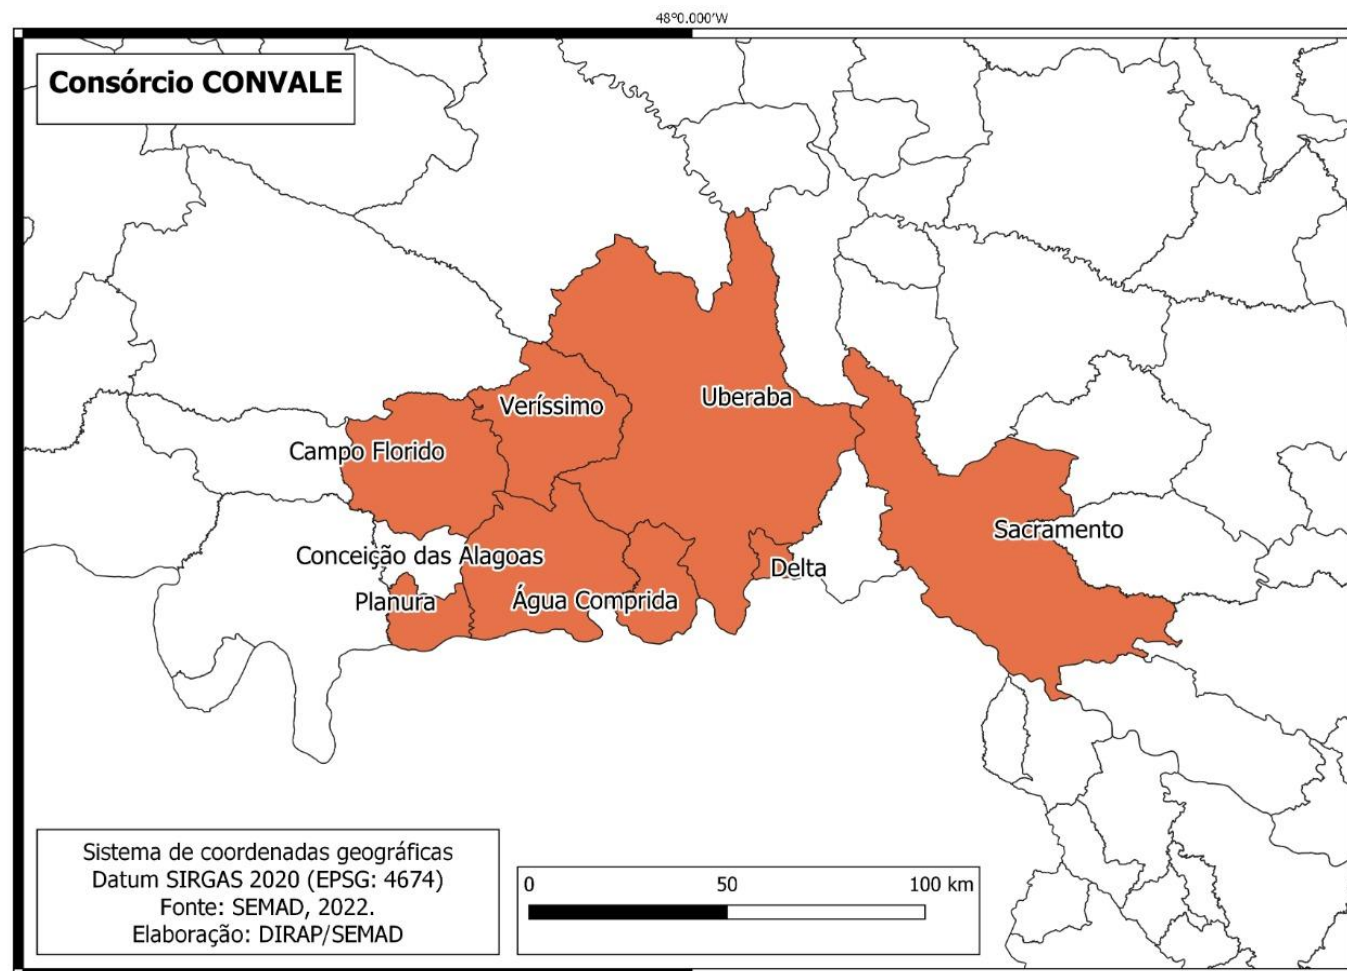 48°0.000'W
Consórcio CONVALE
Uberaba
Veríssimo
Campo Florido
Sacramento
Conceição das Alagoas
Delta
Planura
Água Comprida
Sistema de coordenadas geográficas
Datum SIRGAS 2020 (EPSG: 4674)
Fonte: SEMAD, 2022.
Elaboração: DIRAP/SEMAD
0 50 100 km